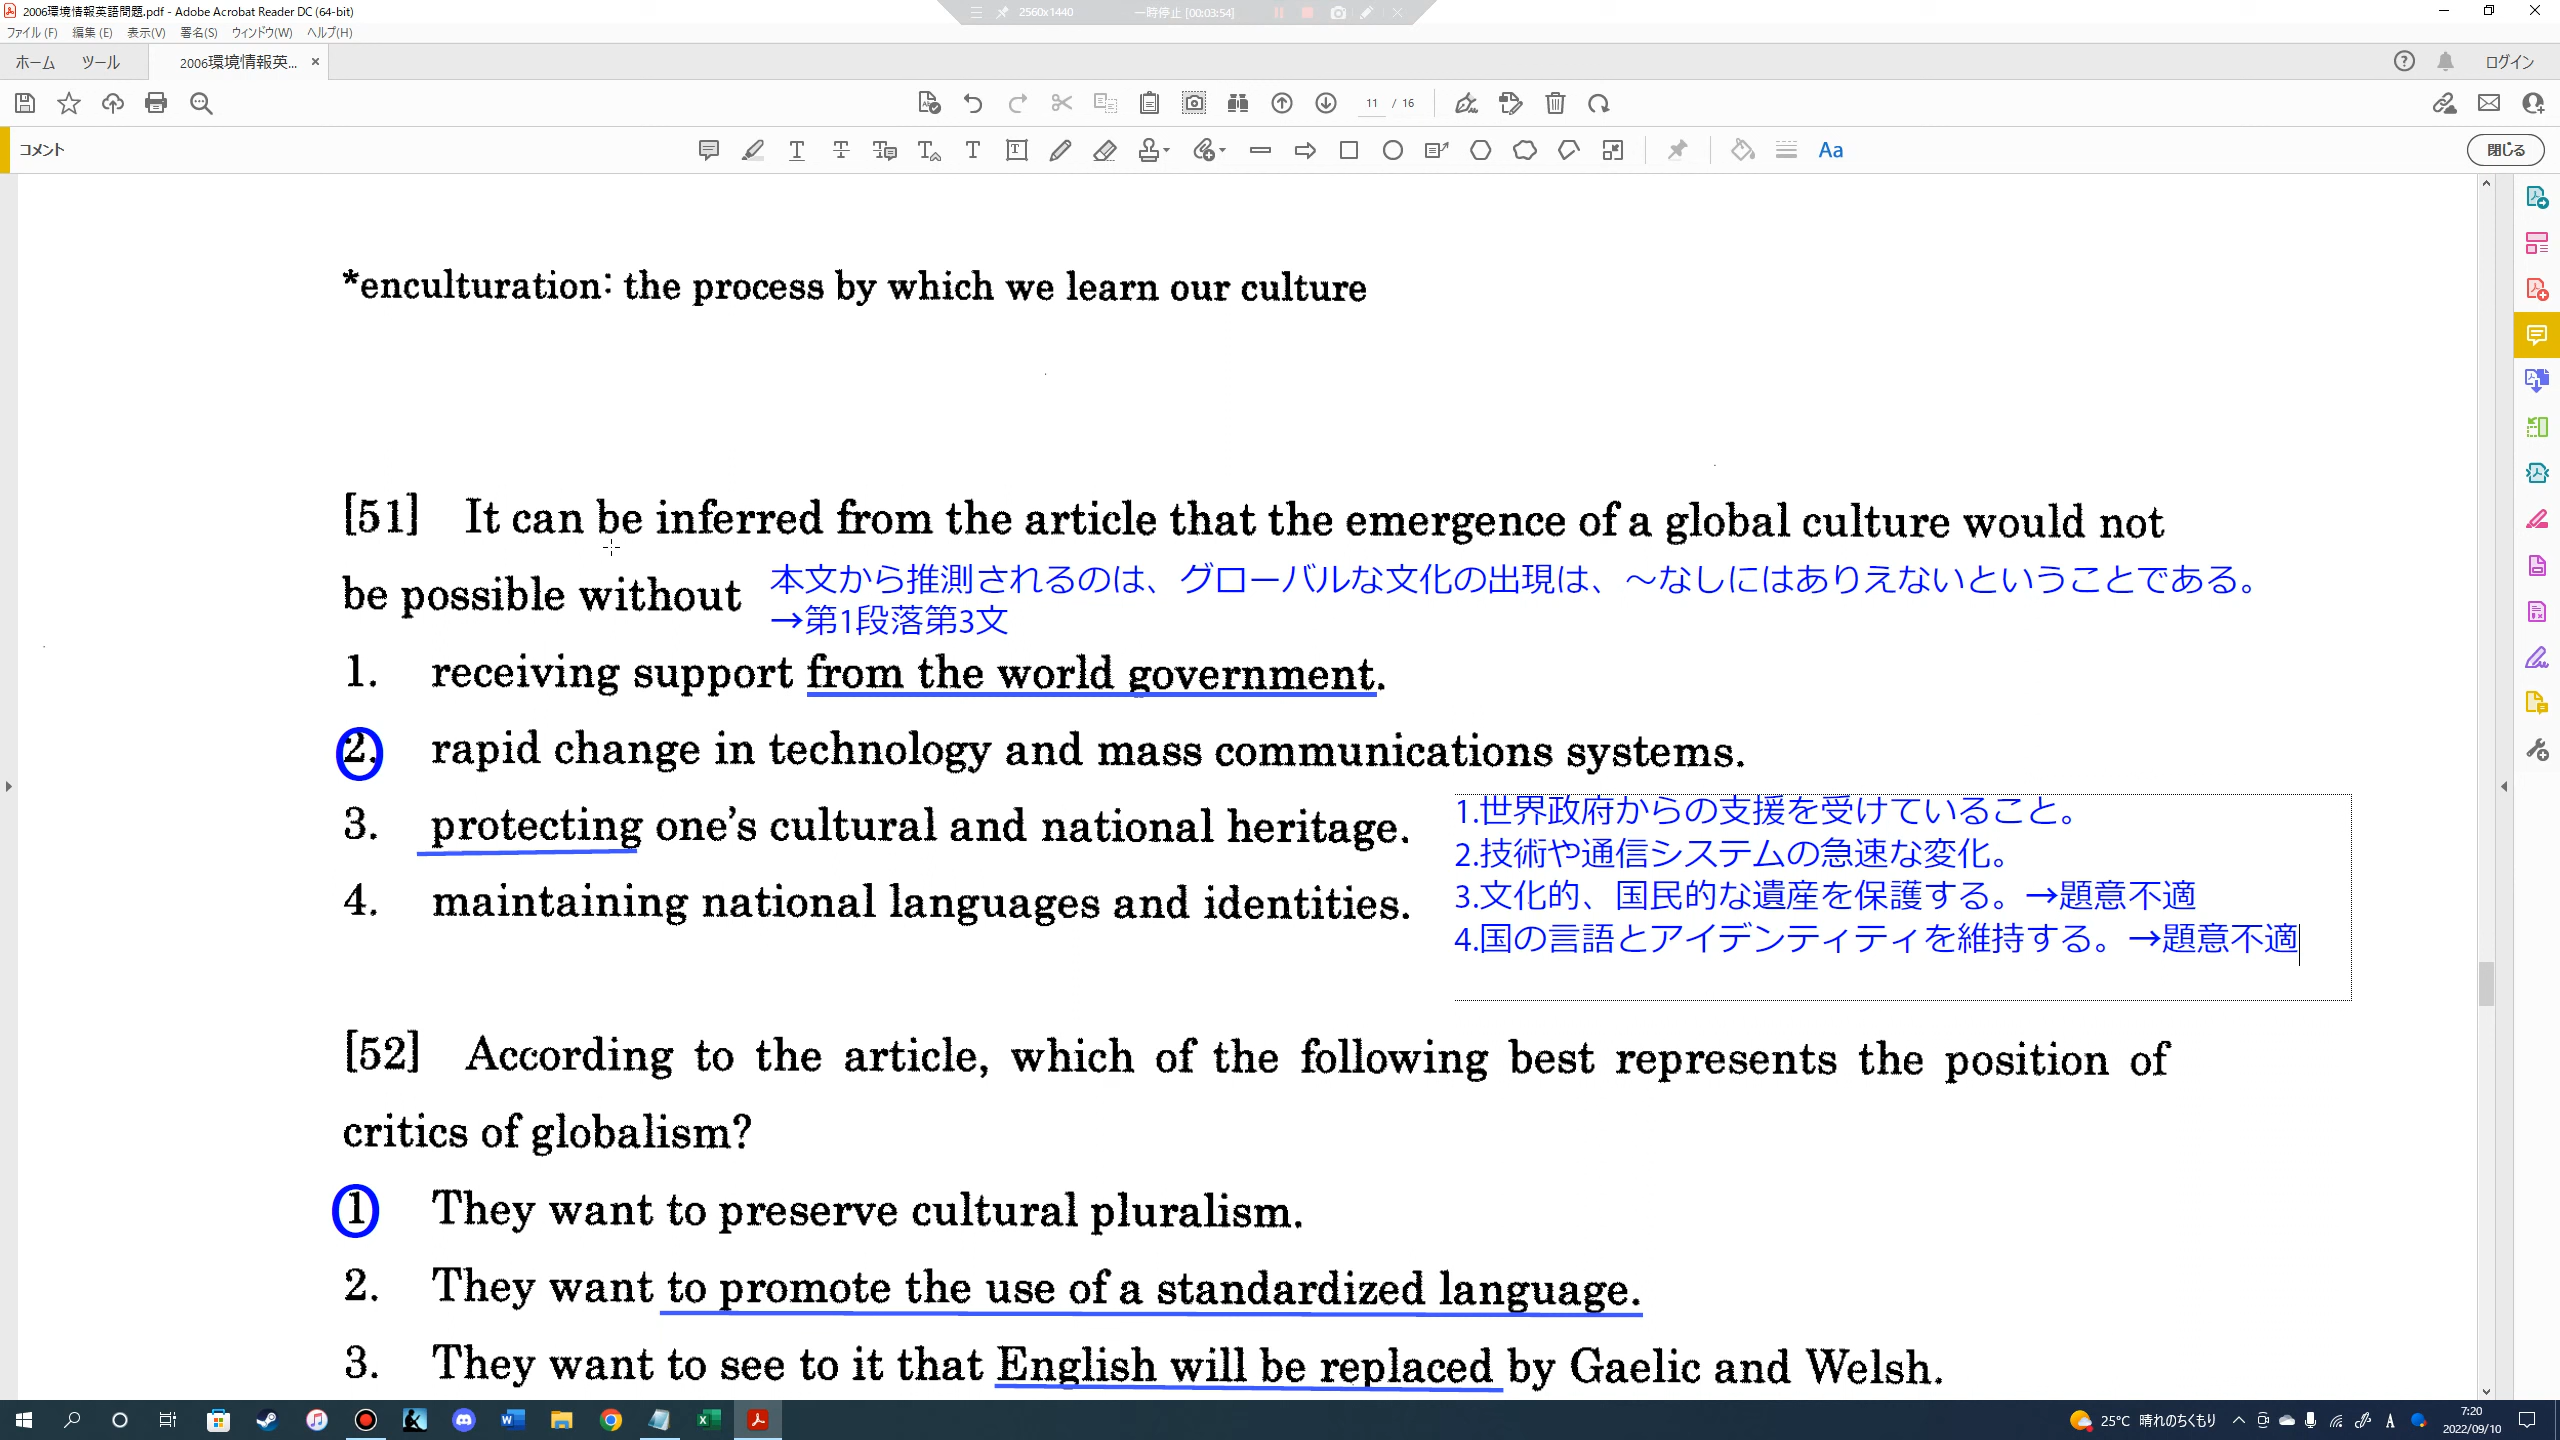 2006環境情報英語問題.pdf - Adobe Acrobat Reader DC (64-bit)
2560x1440 一時停止 [00:03:54]
ファイル(F) 編集(E) 表示(V) 署名(S) ウィンドウ(W) ヘルプ(H)
ホーム ツール 2006環境情報英... × ログイン
11 / 16
コメント Aa 閉じる
*enculturation: the process by which we learn our culture
[51] It can be inferred from the article that the emergence of a global culture would not
be possible without
本文から推測されるのは、グローバルな文化の出現は、～なしにはありえないということである。
→第1段落第3文
1. receiving support from the world government.
2. rapid change in technology and mass communications systems.
3. protecting one's cultural and national heritage.
4. maintaining national languages and identities.
1.世界政府からの支援を受けていること。
2.技術や通信システムの急速な変化。
3.文化的、国民的な遺産を保護する。→題意不適
4.国の言語とアイデンティティを維持する。→題意不適
[52] According to the article, which of the following best represents the position of
critics of globalism?
1 They want to preserve cultural pluralism.
2. They want to promote the use of a standardized language.
3. They want to see to it that English will be replaced by Gaelic and Welsh.
25°C 晴れのちくもり A 7:20
2022/09/10